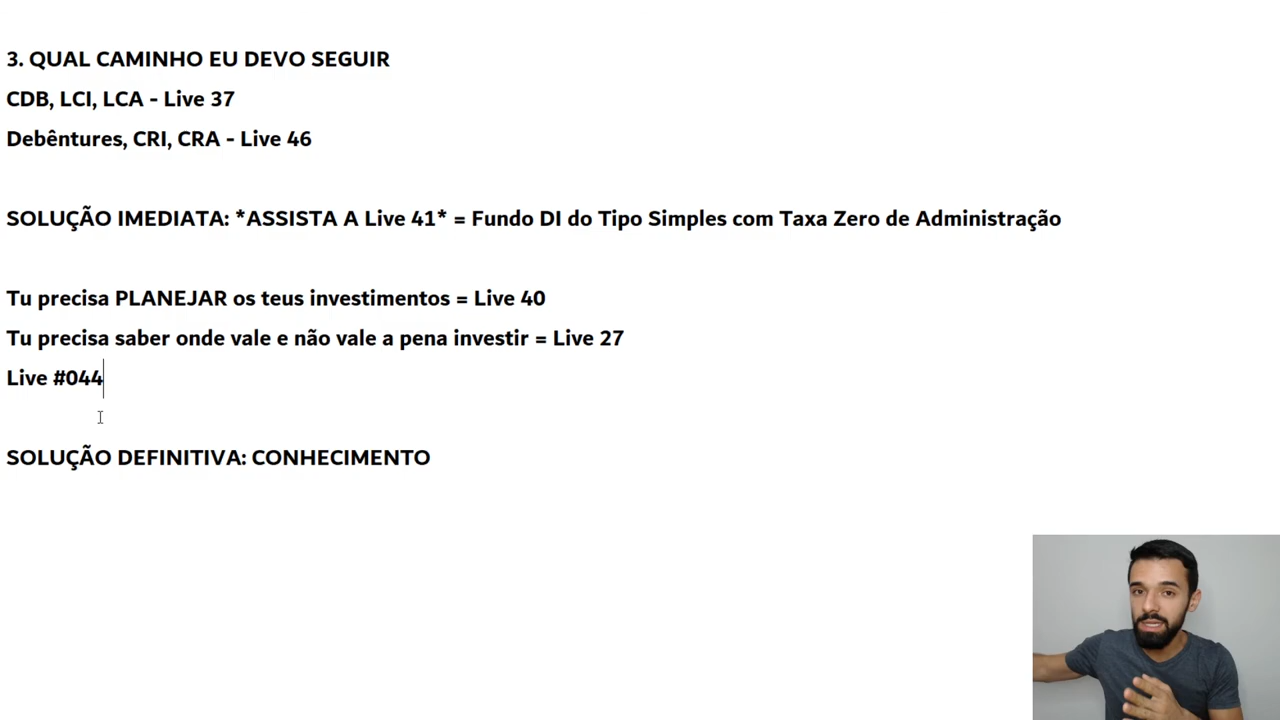 3. QUAL CAMINHO EU DEVO SEGUIR
CDB, LCI, LCA - Live 37
Debêntures, CRI, CRA - Live 46
SOLUÇÃO IMEDIATA: *ASSISTA A Live 41* = Fundo DI do Tipo Simples com Taxa Zero de Administração
Tu precisa PLANEJAR os teus investimentos = Live 40
Tu precisa saber onde vale e não vale a pena investir = Live 27
Live #044
SOLUÇÃO DEFINITIVA: CONHECIMENTO